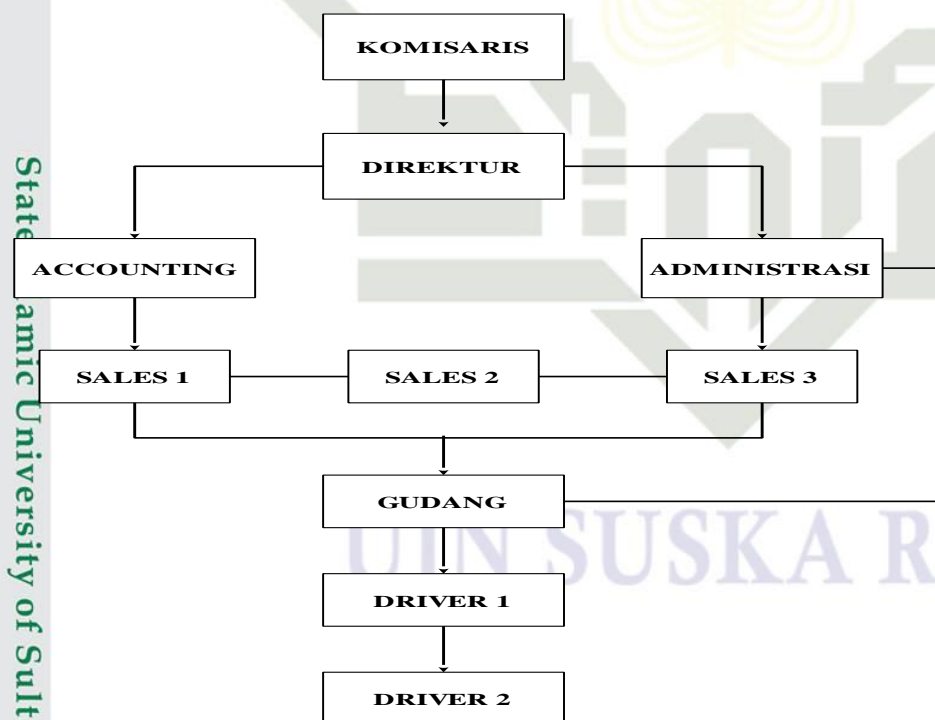 KOMISARIS
DIREKTUR
ACCOUNTING
ADMINISTRASI
SALES 1
SALES 2
SALES 3
GUDANG
DRIVER 1
DRIVER 2
UIN SUSKA R
State
amic University of Sult